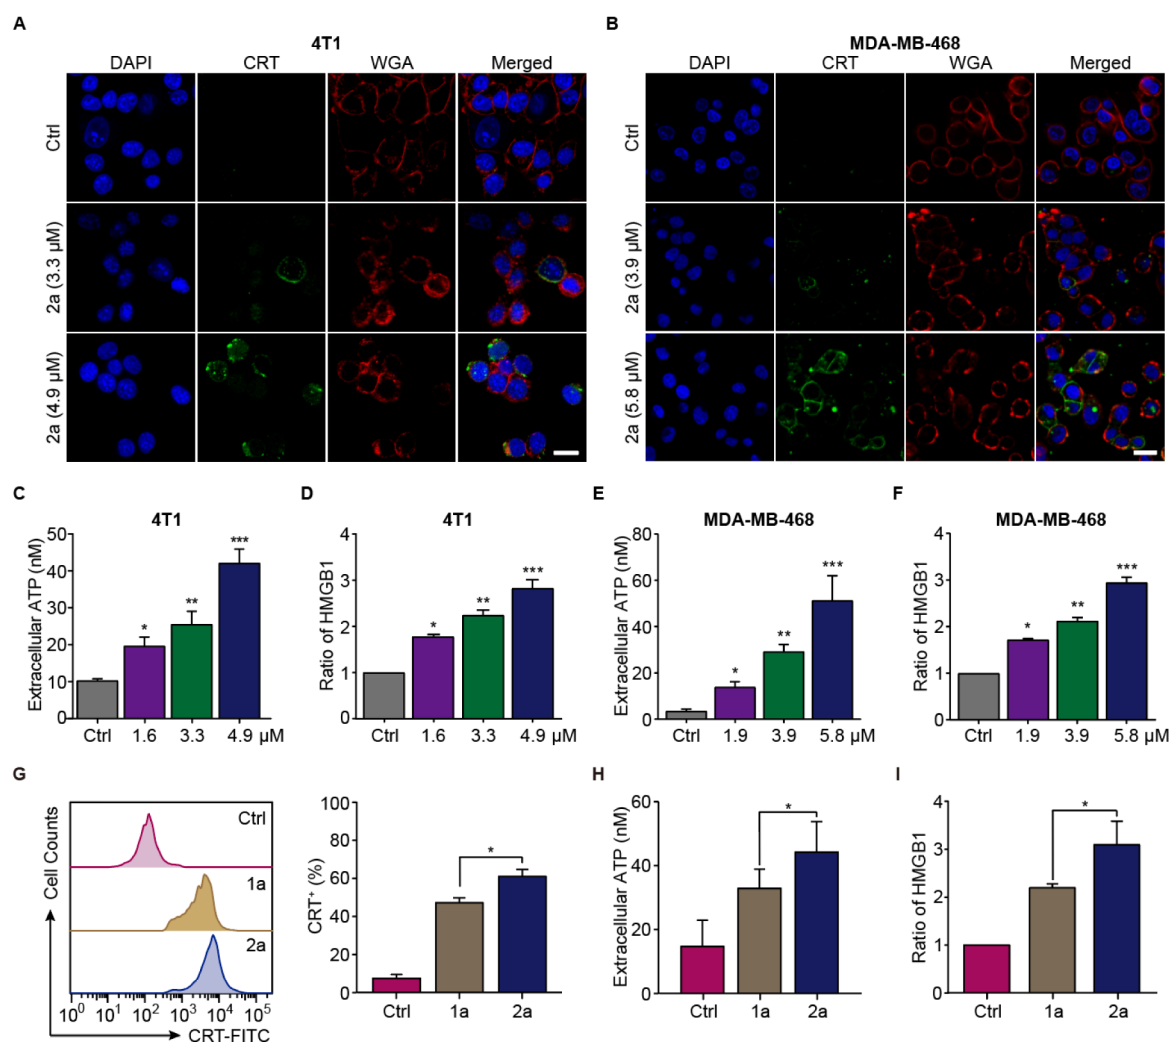 A
4T1
DAPI CRT WGA Merged
Ctrl
2a (3.3 µM)
2a (4.9 µM)
B
MDA-MB-468
DAPI CRT WGA Merged
Ctrl
2a (3.9 µM)
2a (5.8 µM)
C
4T1
Extracellular ATP (nM)
50
40
30
20
10
0
*
**
***
Ctrl 1.6 3.3 4.9 µM
D
4T1
Ratio of HMGB1
4
3
2
1
0
*
**
***
Ctrl 1.6 3.3 4.9 µM
E
MDA-MB-468
Extracellular ATP (nM)
80
60
40
20
0
*
**
***
Ctrl 1.9 3.9 5.8 µM
F
MDA-MB-468
Ratio of HMGB1
4
3
2
1
0
*
**
***
Ctrl 1.9 3.9 5.8 µM
G
Cell Counts
Ctrl
1a
2a
10⁰ 10¹ 10² 10³ 10⁴ 10⁵
CRT-FITC
CRT⁺ (%)
100
80
60
40
20
0
*
Ctrl 1a 2a
H
Extracellular ATP (nM)
60
40
20
0
*
Ctrl 1a 2a
I
Ratio of HMGB1
4
3
2
1
0
*
Ctrl 1a 2a